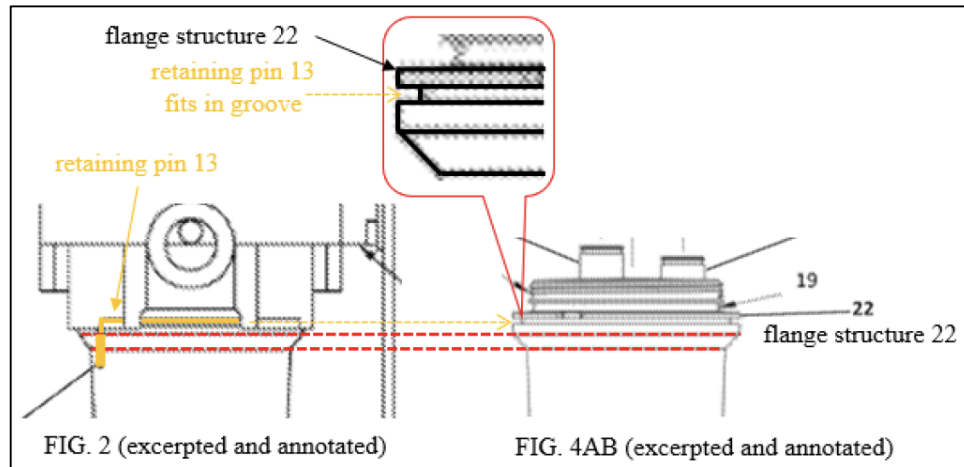 flange structure 22
retaining pin 13
fits in groove
retaining pin 13
19
22
flange structure 22
FIG. 2 (excerpted and annotated)
FIG. 4AB (excerpted and annotated)